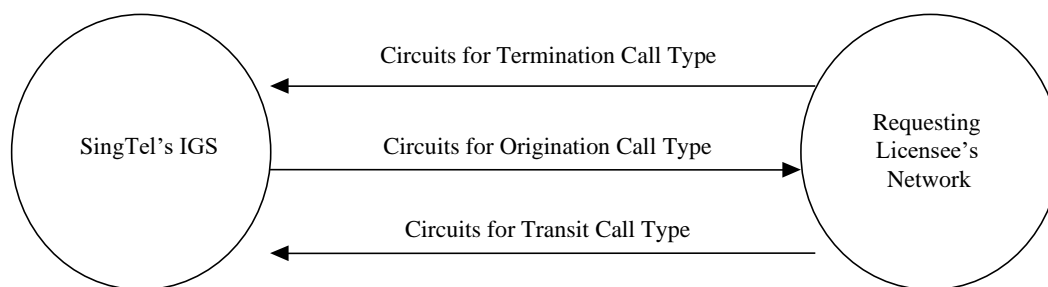 Circuits for Termination Call Type
SingTel's IGS
Circuits for Origination Call Type
Requesting
Licensee's
Network
Circuits for Transit Call Type